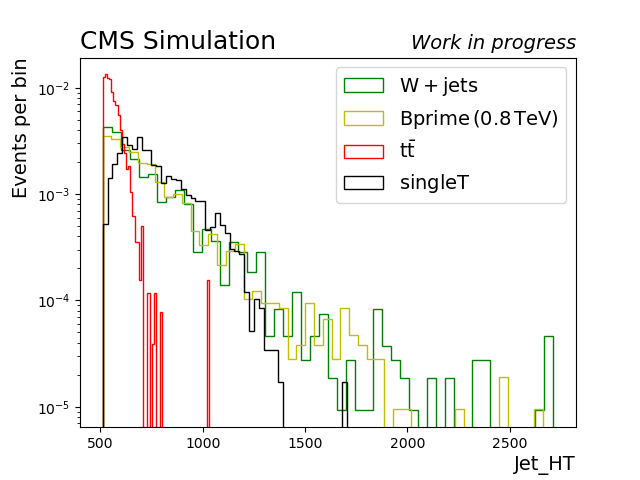 CMS Simulation Work in progress
Events per bin
10⁻²
10⁻³
10⁻⁴
10⁻⁵
W + jets
Bprime (0.8 TeV)
tt̄
singleT
500 1000 1500 2000 2500
Jet_HT